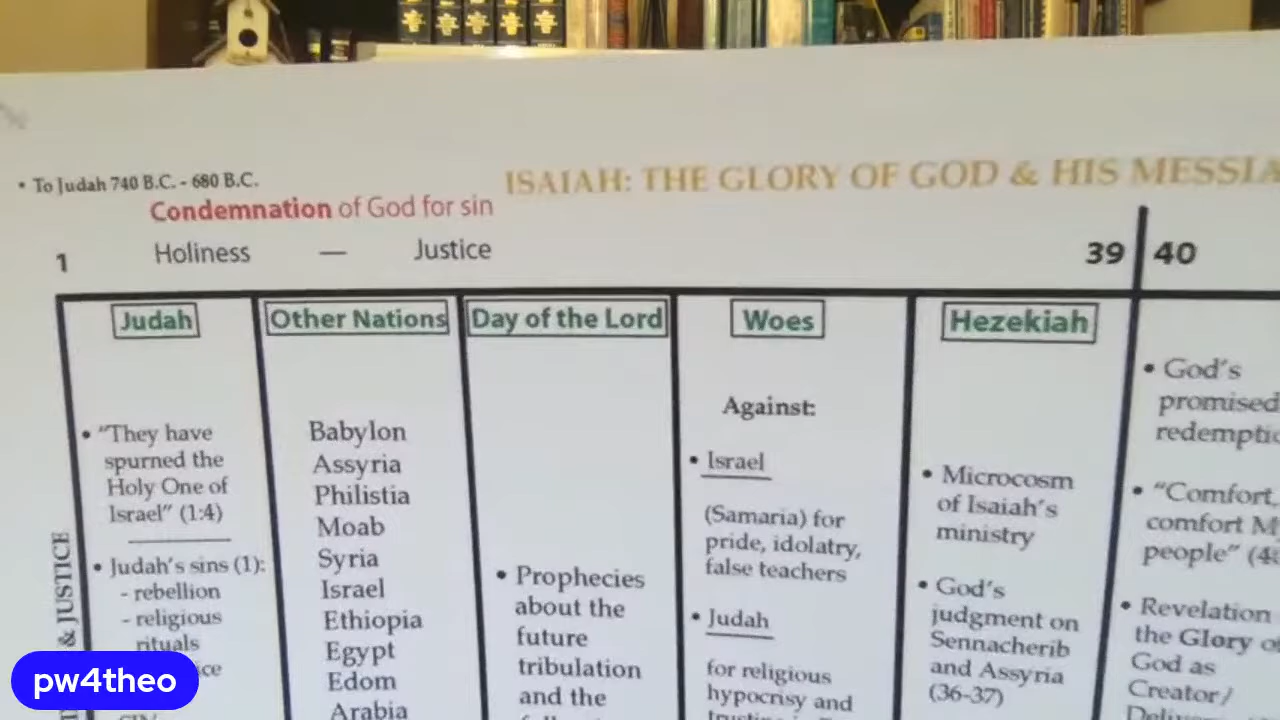 • To Judah 740 B.C. - 680 B.C.
ISAIAH: THE GLORY OF GOD & HIS
Condemnation of God for sin
1 Holiness — Justice 39 40
Judah
• "They have
spurned the
Holy One of
Israel" (1:4)
• Judah's sins (1):
- rebellion
- religious
rituals
& JUSTICE
Other Nations
Babylon
Assyria
Philistia
Moab
Syria
Israel
Ethiopia
Egypt
Edom
Arabia
Day of the Lord
• Prophecies
about the
future
tribulation
and the
Woes
Against:
• Israel
(Samaria) for
pride, idolatry,
false teachers
• Judah
for religious
hypocrisy and
Hezekiah
• Microcosm
of Isaiah's
ministry
• God's
judgment on
Sennacherib
and Assyria
(36-37)
• God's
promised
• "Comfort,
comfort My
people"
• Revelation
the Glory
God as
Creator/
pw4theo